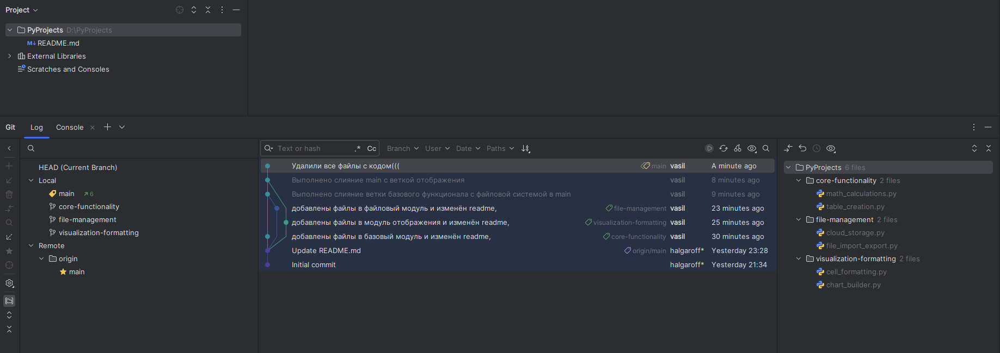 Project
PyProjects D:\PyProjects
M↓ README.md
External Libraries
Scratches and Consoles
Git Log Console
Text or hash .* Cc Branch User Date Paths
HEAD (Current Branch)
Local
main 6
core-functionality
file-management
visualization-formatting
Remote
origin
main
Удалили все файлы с кодом((( main vasil A minute ago
Выполнено слияние main с веткой отображения vasil 8 minutes ago
Выполнено слияние ветки базового функционала с файловой системой в main vasil 9 minutes ago
добавлены файлы в файловый модуль и изменён readme, file-management vasil 23 minutes ago
добавлены файлы в модуль отображения и изменён readme, visualization-formatting vasil 25 minutes ago
добавлены файлы в базовый модуль и изменён readme, core-functionality vasil 30 minutes ago
Update README.md origin/main halgaroff* Yesterday 23:28
Initial commit halgaroff* Yesterday 21:34
PyProjects 6 files
core-functionality 2 files
math_calculations.py
table_creation.py
file-management 2 files
cloud_storage.py
file_import_export.py
visualization-formatting 2 files
cell_formatting.py
chart_builder.py